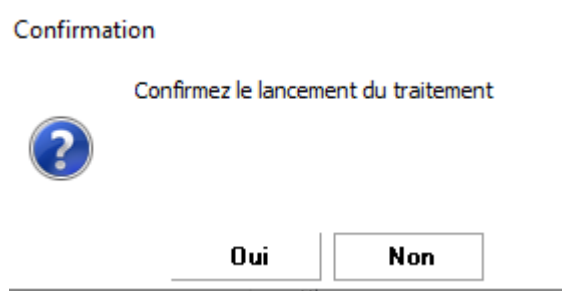 Confirmation
Confirmez le lancement du traitement
?
Oui
Non